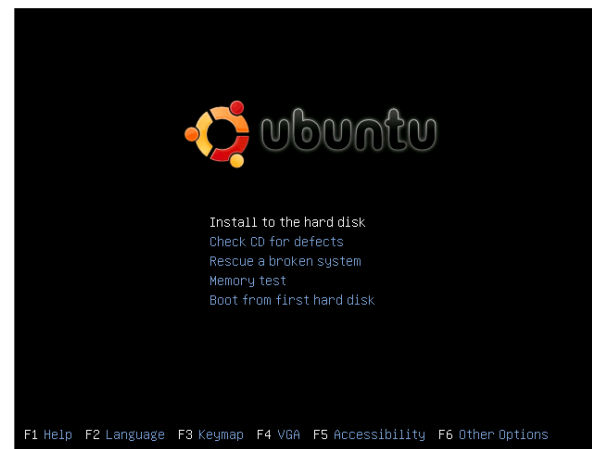 ubuntu
Install to the hard disk
Check CD for defects
Rescue a broken system
Memory test
Boot from first hard disk
F1 Help F2 Language F3 Keymap F4 VGA F5 Accessibility F6 Other Options